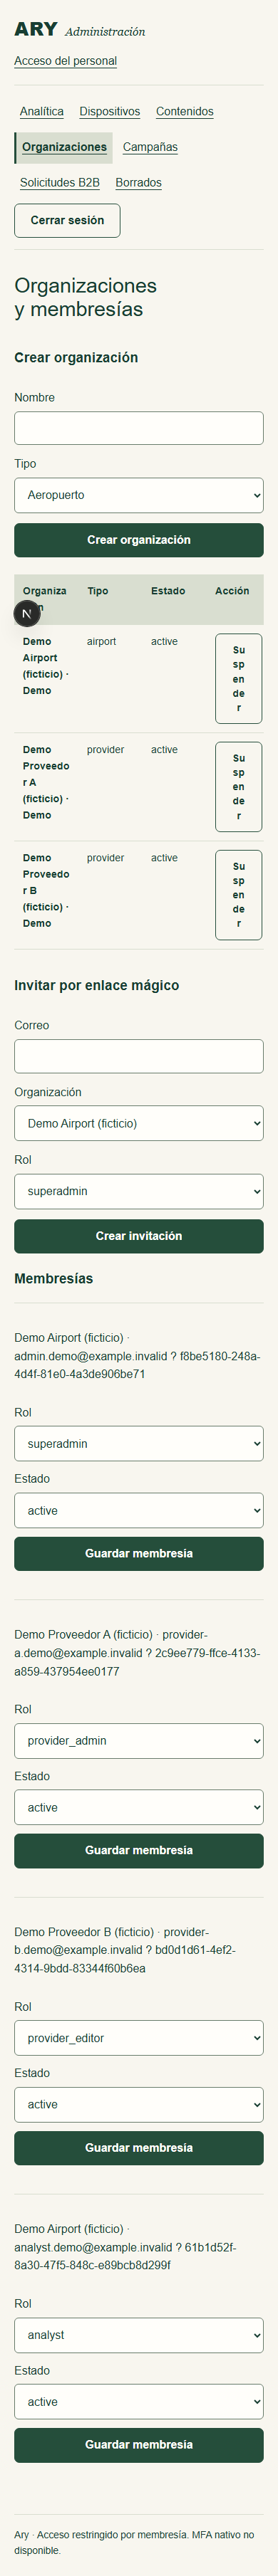 ARY Administración
Acceso del personal
Analítica Dispositivos Contenidos
Organizaciones Campañas
Solicitudes B2B Borrados
Cerrar sesión
Organizaciones
y membresías
Crear organización
Nombre
Tipo
Aeropuerto
Crear organización
Organiza Tipo Estado Acción
n
N
Demo airport active Su
Airport sp
(ficticio) · en
Demo de
r
Demo provider active Su
Proveedo sp
r A en
(ficticio) · de
Demo r
Demo provider active Su
Proveedo sp
r B en
(ficticio) · de
Demo r
Invitar por enlace mágico
Correo
Organización
Demo Airport (ficticio)
Rol
superadmin
Crear invitación
Membresías
Demo Airport (ficticio) ·
admin.demo@example.invalid ? f8be5180-248a-
4d4f-81e0-4a3de906be71
Rol
superadmin
Estado
active
Guardar membresia
Demo Proveedor A (ficticio) · provider-
a.demo@example.invalid ? 2c9ee779-ffce-4133-
a859-437954ee0177
Rol
provider_admin
Estado
active
Guardar membresia
Demo Proveedor B (ficticio) · provider-
b.demo@example.invalid ? bd0d1d61-4ef2-
4314-9bdd-83344f60b6ea
Rol
provider_editor
Estado
active
Guardar membresia
Demo Airport (ficticio) ·
analyst.demo@example.invalid ? 61b1d52f-
8a30-47f5-848c-e89bcb8d299f
Rol
analyst
Estado
active
Guardar membresia
Ary · Acceso restringido por membresía. MFA nativo no
disponible.